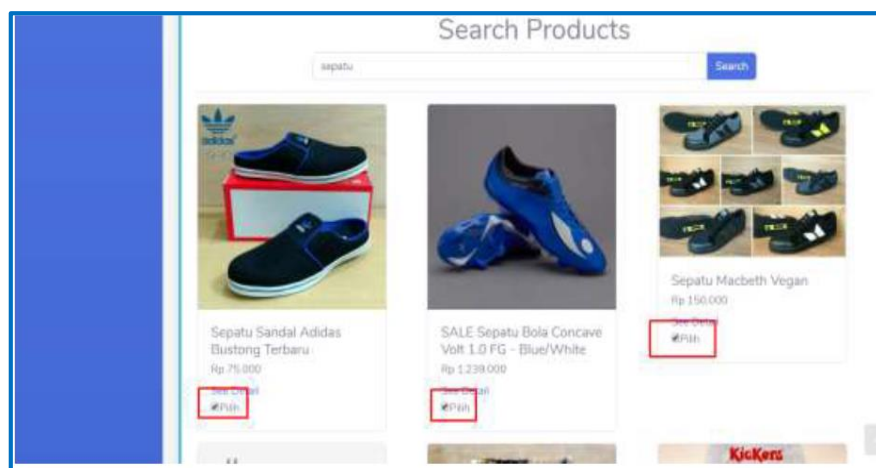 Search Products
sepatu
Search
adidas
Sepatu Sandal Adidas
Bustong Terbaru
Rp 75.000
See Detail
Pilih
SALE Sepatu Bola Concave
Volt 1.0 FG - Blue/White
Rp 1.239.000
See Detail
Pilih
Sepatu Macbeth Vegan
Rp 150.000
See Detail
Pilih
KicKers